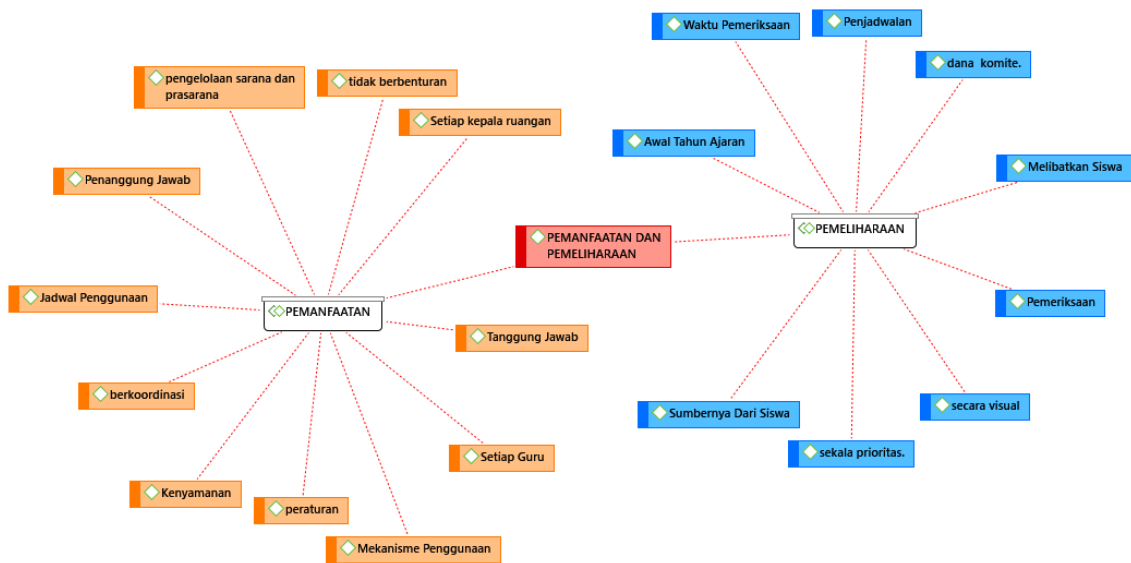 Waktu Pemeriksaan
Penjadwalan
dana komite.
pengelolaan sarana dan
prasarana
tidak berbenturan
Setiap kepala ruangan
Awal Tahun Ajaran
Melibatkan Siswa
Penanggung Jawab
PEMANFAATAN DAN
PEMELIHARAAN
PEMELIHARAAN
Jadwal Penggunaan
PEMANFAATAN
Pemeriksaan
Tanggung Jawab
berkoordinasi
Sumbernya Dari Siswa
secara visual
Setiap Guru
sekala prioritas.
Kenyamanan
peraturan
Mekanisme Penggunaan